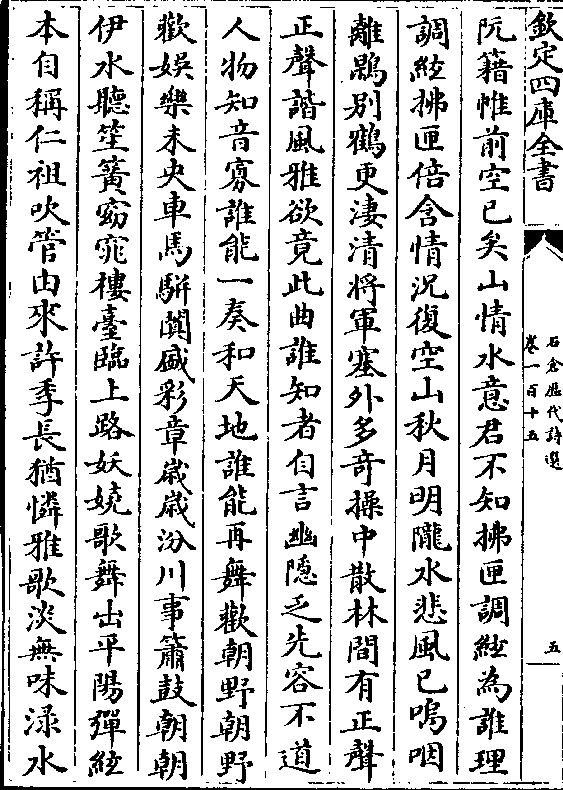 欽定四庫全書
石倉歷代詩選
卷一百十五
五
阮籍帷前空已矣山情水意君不知拂匣調絃為誰理
調絃拂匣倍含情況復空山秋月明隴水悲風已嗚咽
離鵾別鶴更淒清將軍塞外多奇操中散林間有正聲
正聲諧風雅欲竟此曲誰知者自言幽隱乏先容不道
人物知音寡誰能一奏和天地誰能再舞歡朝野朝野
歡娛樂未央車馬駢闐盛彩章歲歲汾川事簫鼓朝朝
伊水聽笙簧窈窕樓臺臨上路妖嬈歌舞出平陽彈絃
本自稱仁祖吹管由來許季長猶憐雅歌淡無味渌水